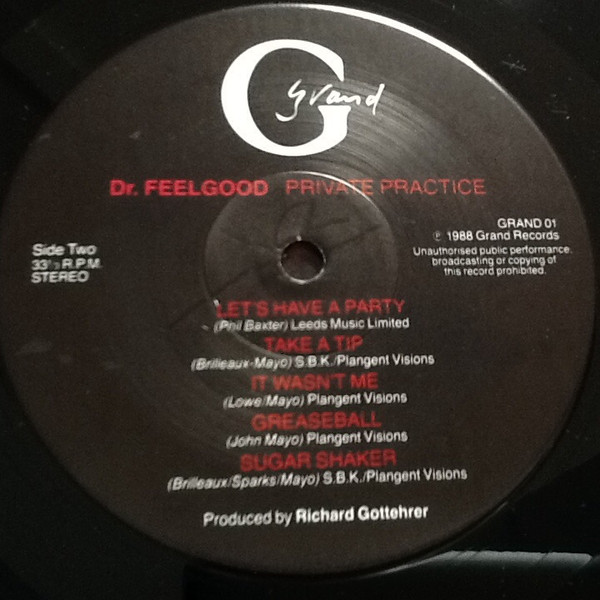 G grand
Dr. FEELGOOD PRIVATE PRACTICE
Side Two
33⅓ R.P.M.
STEREO
GRAND 01
℗ 1988 Grand Records
Unauthorised public performance,
broadcasting or copying of
this record prohibited.
LET'S HAVE A PARTY
(Phil Baxter) Leeds Music Limited
TAKE A TIP
(Brilleaux-Mayo) S.B.K./Plangent Visions
IT WASN'T ME
(Lowe/Mayo) Plangent Visions
GREASEBALL
(John Mayo) Plangent Visions
SUGAR SHAKER
(Brilleaux/Sparks/Mayo) S.B.K./Plangent Visions
Produced by Richard Gottehrer